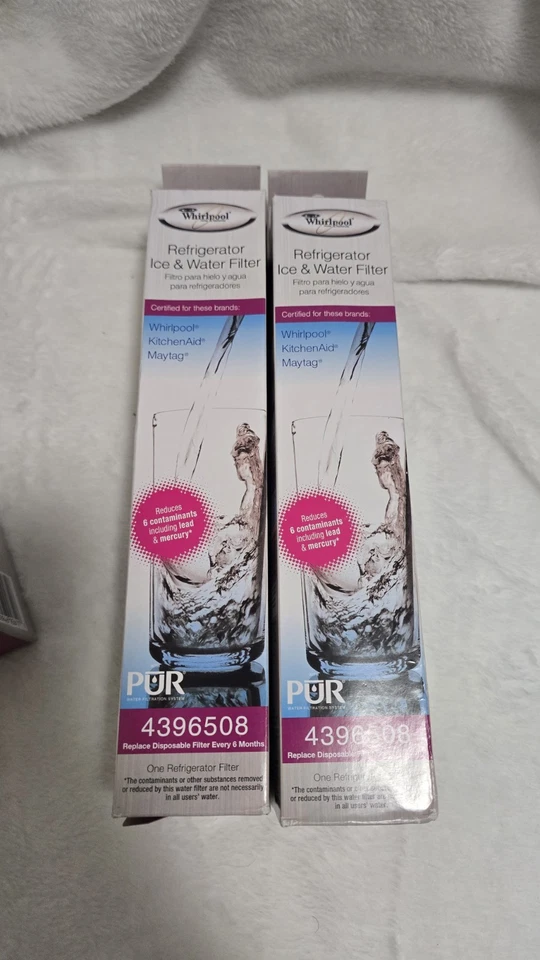 Whirlpool
Refrigerator
Ice & Water Filter
Filtro para hielo y agua
para refrigeradores
Certified for these brands:
Whirlpool®
KitchenAid®
Maytag®
Reduces
6 contaminants
including lead
& mercury*
PUR
WATER FILTRATION SYSTEM
4396508
Replace Disposable Filter Every 6 Months
One Refrigerator Filter
*The contaminants or other substances removed
or reduced by this water filter are not necessarily
in all users' water.
Whirlpool
Refrigerator
Ice & Water Filter
Filtro para hielo y agua
para refrigeradores
Certified for these brands:
Whirlpool®
KitchenAid®
Maytag®
Reduces
6 contaminants
including lead
& mercury*
PUR
WATER FILTRATION SYSTEM
4396508
Replace
One
*The contaminants or
or reduced by this water filter are
in all users' water.